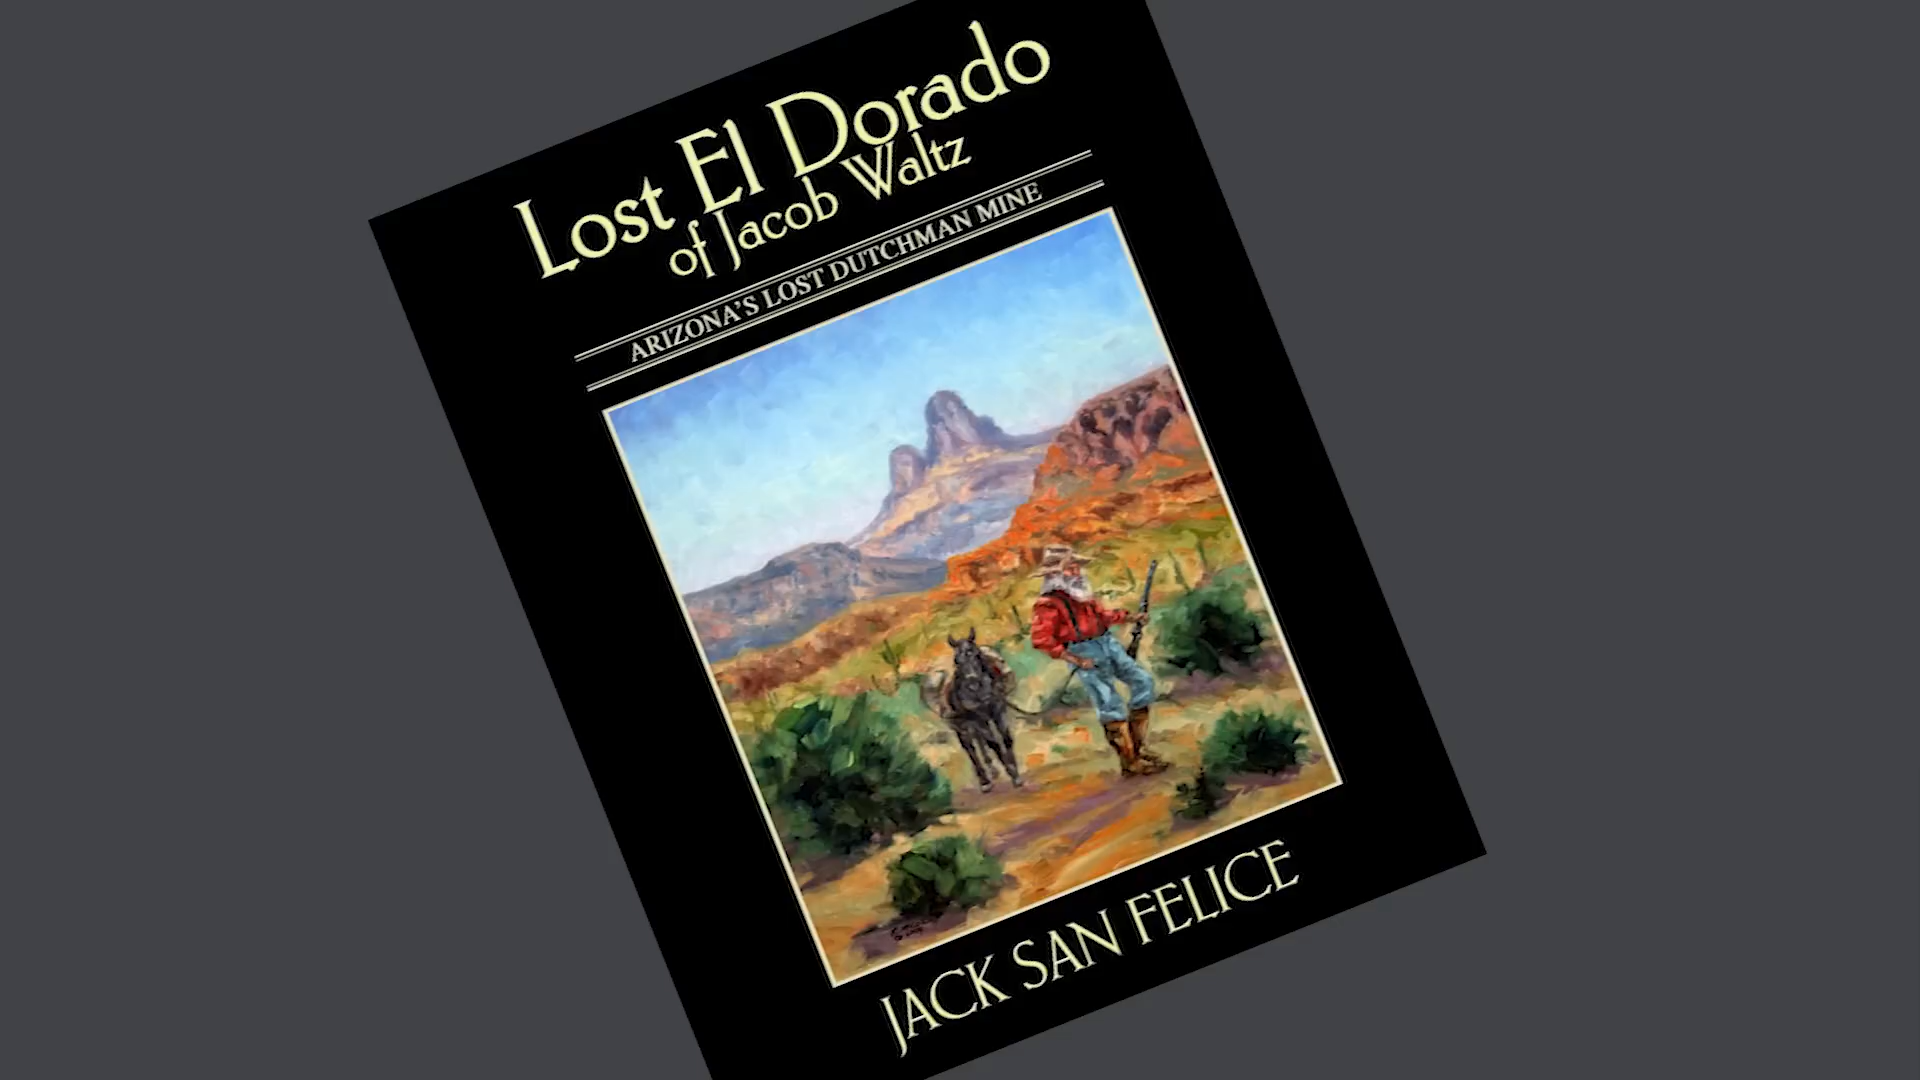 Lost El Dorado
of Jacob Waltz
ARIZONA'S LOST DUTCHMAN MINE
JACK SAN FELICE